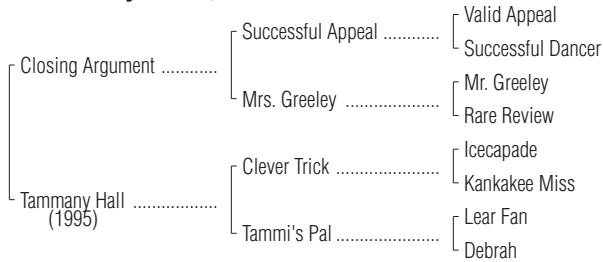 Valid Appeal
Successful Appeal ............
Successful Dancer
Closing Argument ............
Mr. Greeley
Mrs. Greeley ....................
Rare Review
Icecapade
Clever Trick ......................
Kankakee Miss
Tammany Hall ..................
(1995)
Lear Fan
Tammi's Pal ......................
Debrah